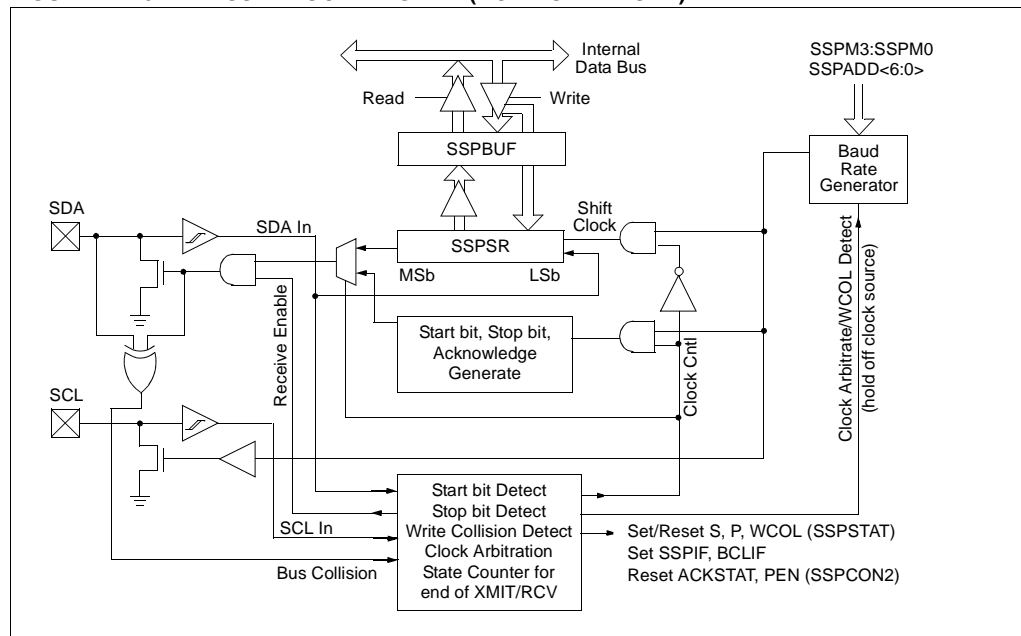 Internal
Data Bus
SSPM3:SSPM0
SSPADD<6:0>
Read
Write
SSPBUF
Baud
Rate
Generator
SDA
SDA In
Shift
Clock
SSPSR
MSb
LSb
Start bit, Stop bit,
Acknowledge
Generate
Receive Enable
Clock Cntl
Clock Arbitrate/WCOL Detect
(hold off clock source)
SCL
SCL In
Bus Collision
Start bit Detect
Stop bit Detect
Write Collision Detect
Clock Arbitration
State Counter for
end of XMIT/RCV
Set/Reset S, P, WCOL (SSPSTAT)
Set SSPIF, BCLIF
Reset ACKSTAT, PEN (SSPCON2)